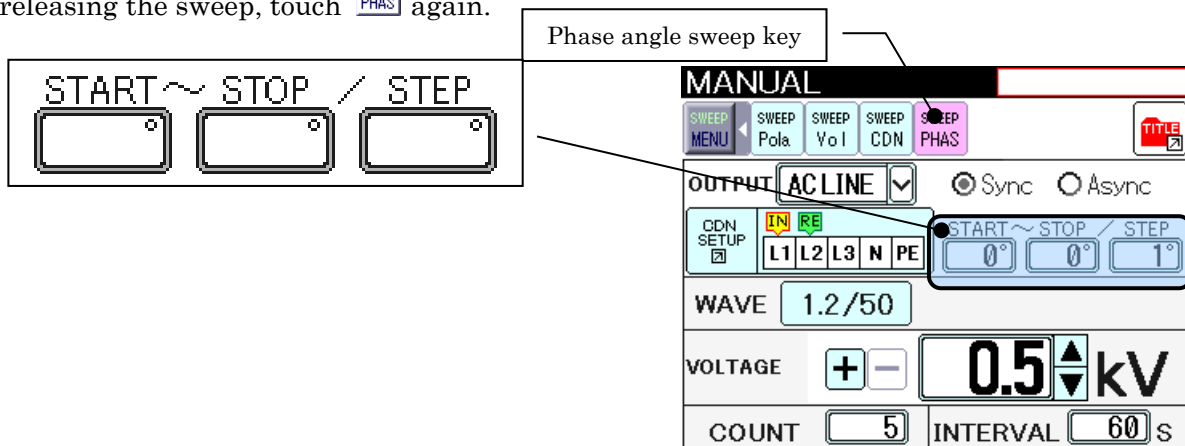 releasing the sweep, touch PHAS again.
Phase angle sweep key
START～STOP / STEP
° ° °
MANUAL
SWEEP MENU SWEEP Pola. SWEEP Vol SWEEP CDN SWEEP PHAS TITLE
OUTPUT AC LINE Sync Async
CDN SETUP IN RE
L1 L2 L3 N PE
START～STOP / STEP
0° 0° 1°
WAVE 1.2/50
VOLTAGE + − 0.5 kV
COUNT 5 INTERVAL 60 s